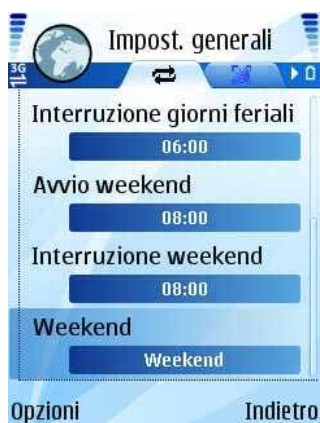 Impost. generali
3G
Interruzione giorni feriali
06:00
Avvio weekend
08:00
Interruzione weekend
08:00
Weekend
Weekend
Opzioni Indietro